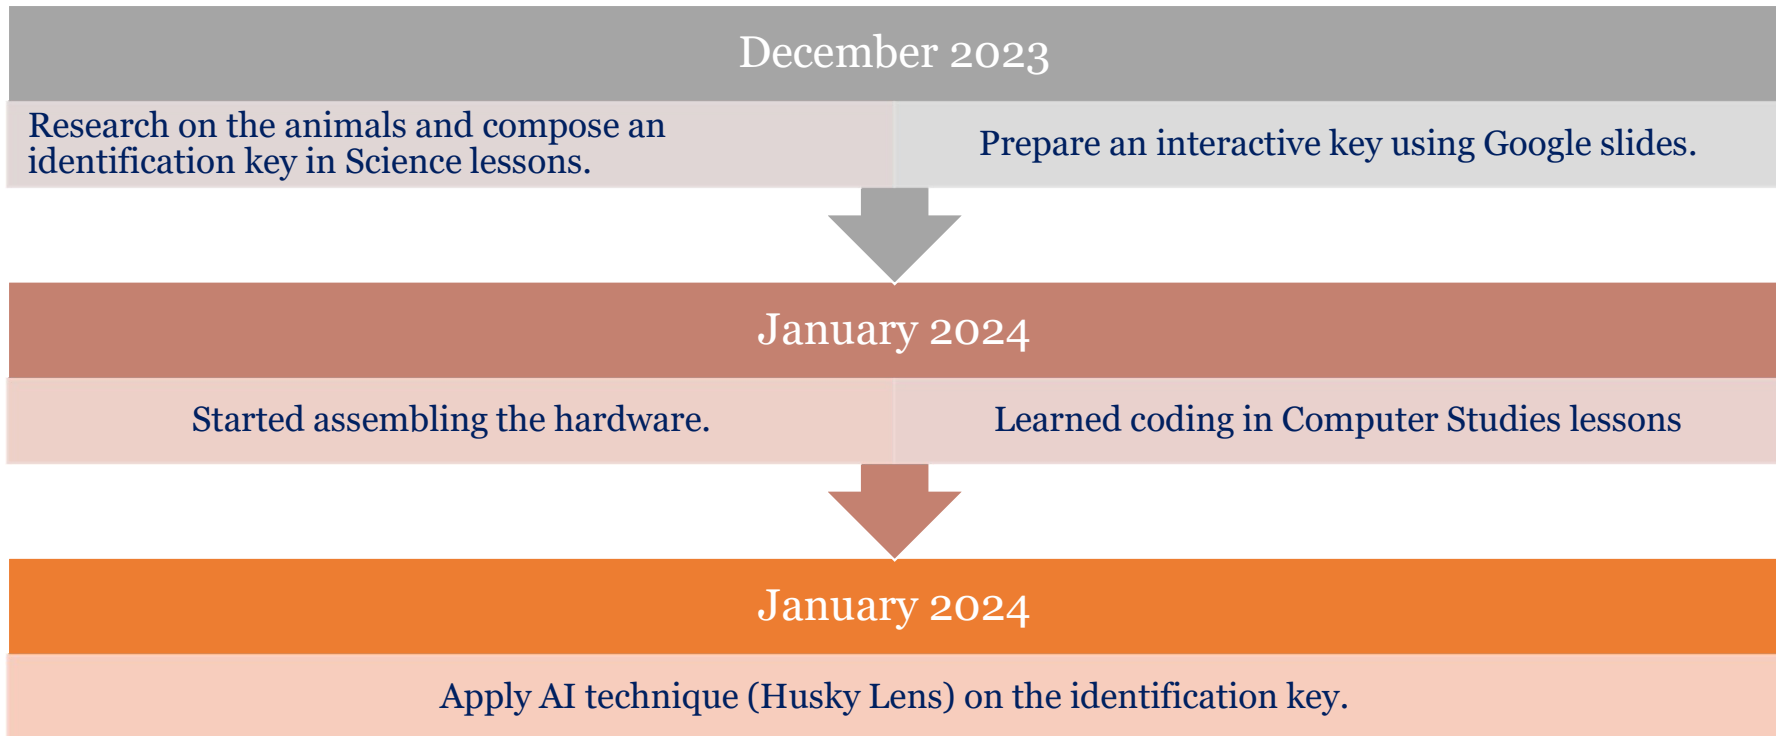 December 2023
Research on the animals and compose an
identification key in Science lessons.
Prepare an interactive key using Google slides.
January 2024
Started assembling the hardware.
Learned coding in Computer Studies lessons
January 2024
Apply AI technique (Husky Lens) on the identification key.